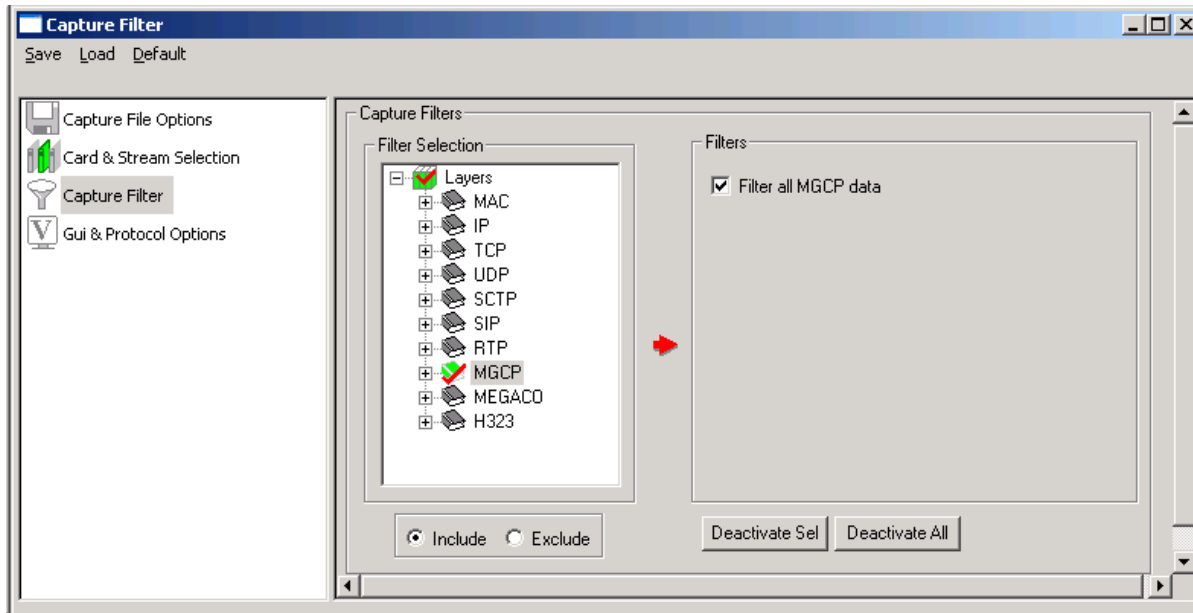 Capture Filter
Save Load Default
Capture File Options
Card & Stream Selection
Capture Filter
Gui & Protocol Options
Capture Filters
Filter Selection
Layers
MAC
IP
TCP
UDP
SCTP
SIP
RTP
MGCP
MEGACO
H323
Include Exclude
Filters
Filter all MGCP data
Deactivate Sel Deactivate All